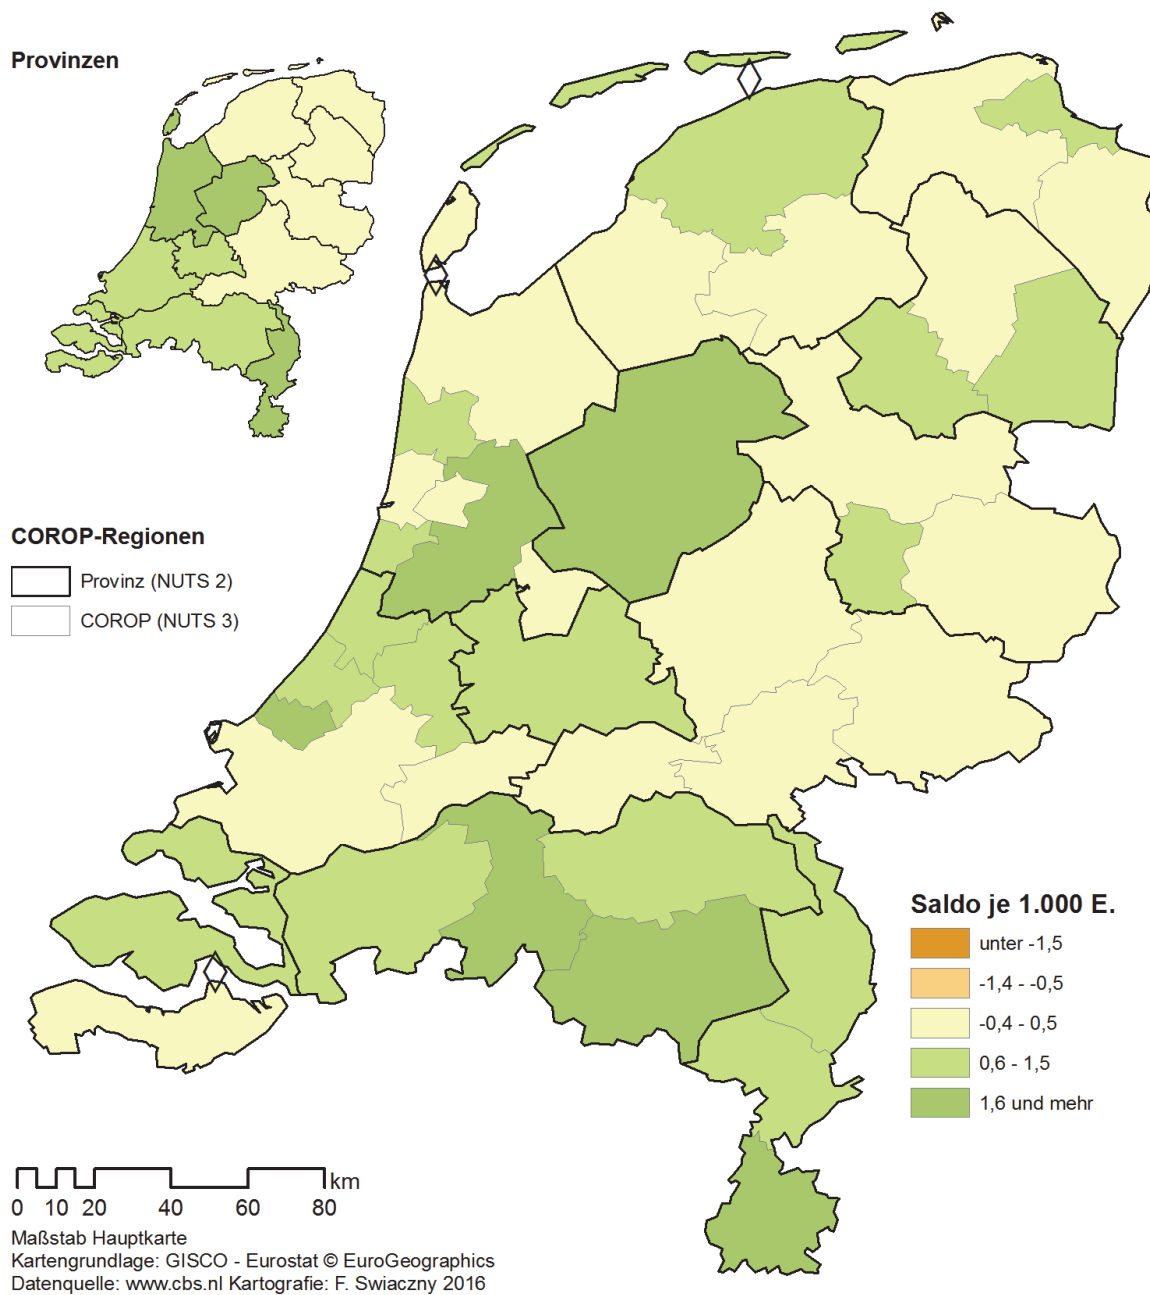 Provinzen
COROP-Regionen
Provinz (NUTS 2)
COROP (NUTS 3)
Saldo je 1.000 E.
unter -1,5
-1,4 - -0,5
-0,4 - 0,5
0,6 - 1,5
1,6 und mehr
km
0 10 20 40 60 80
Maßstab Hauptkarte
Kartengrundlage: GISCO - Eurostat © EuroGeographics
Datenquelle: www.cbs.nl Kartografie: F. Swiaczny 2016